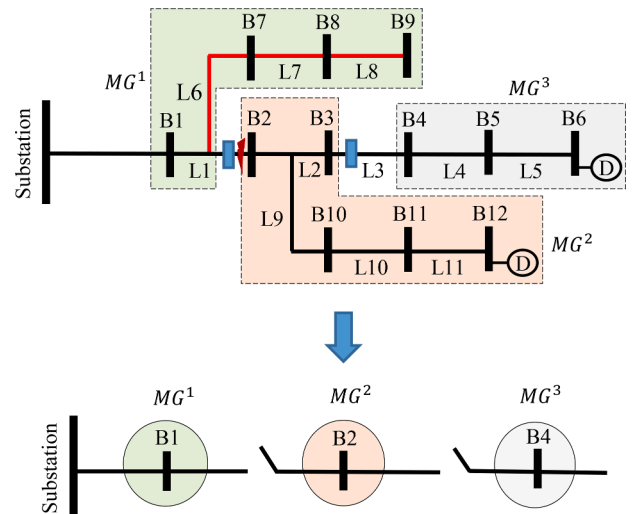 B7 B8 B9
MG¹
L7 L8
MG³
L6
Substation
B1 B2 B3 B4 B5 B6
D
L1 L2 L3 L4 L5
L9
B10 B11 B12
MG²
D
L10 L11
MG¹ MG² MG³
Substation
B1 B2 B4